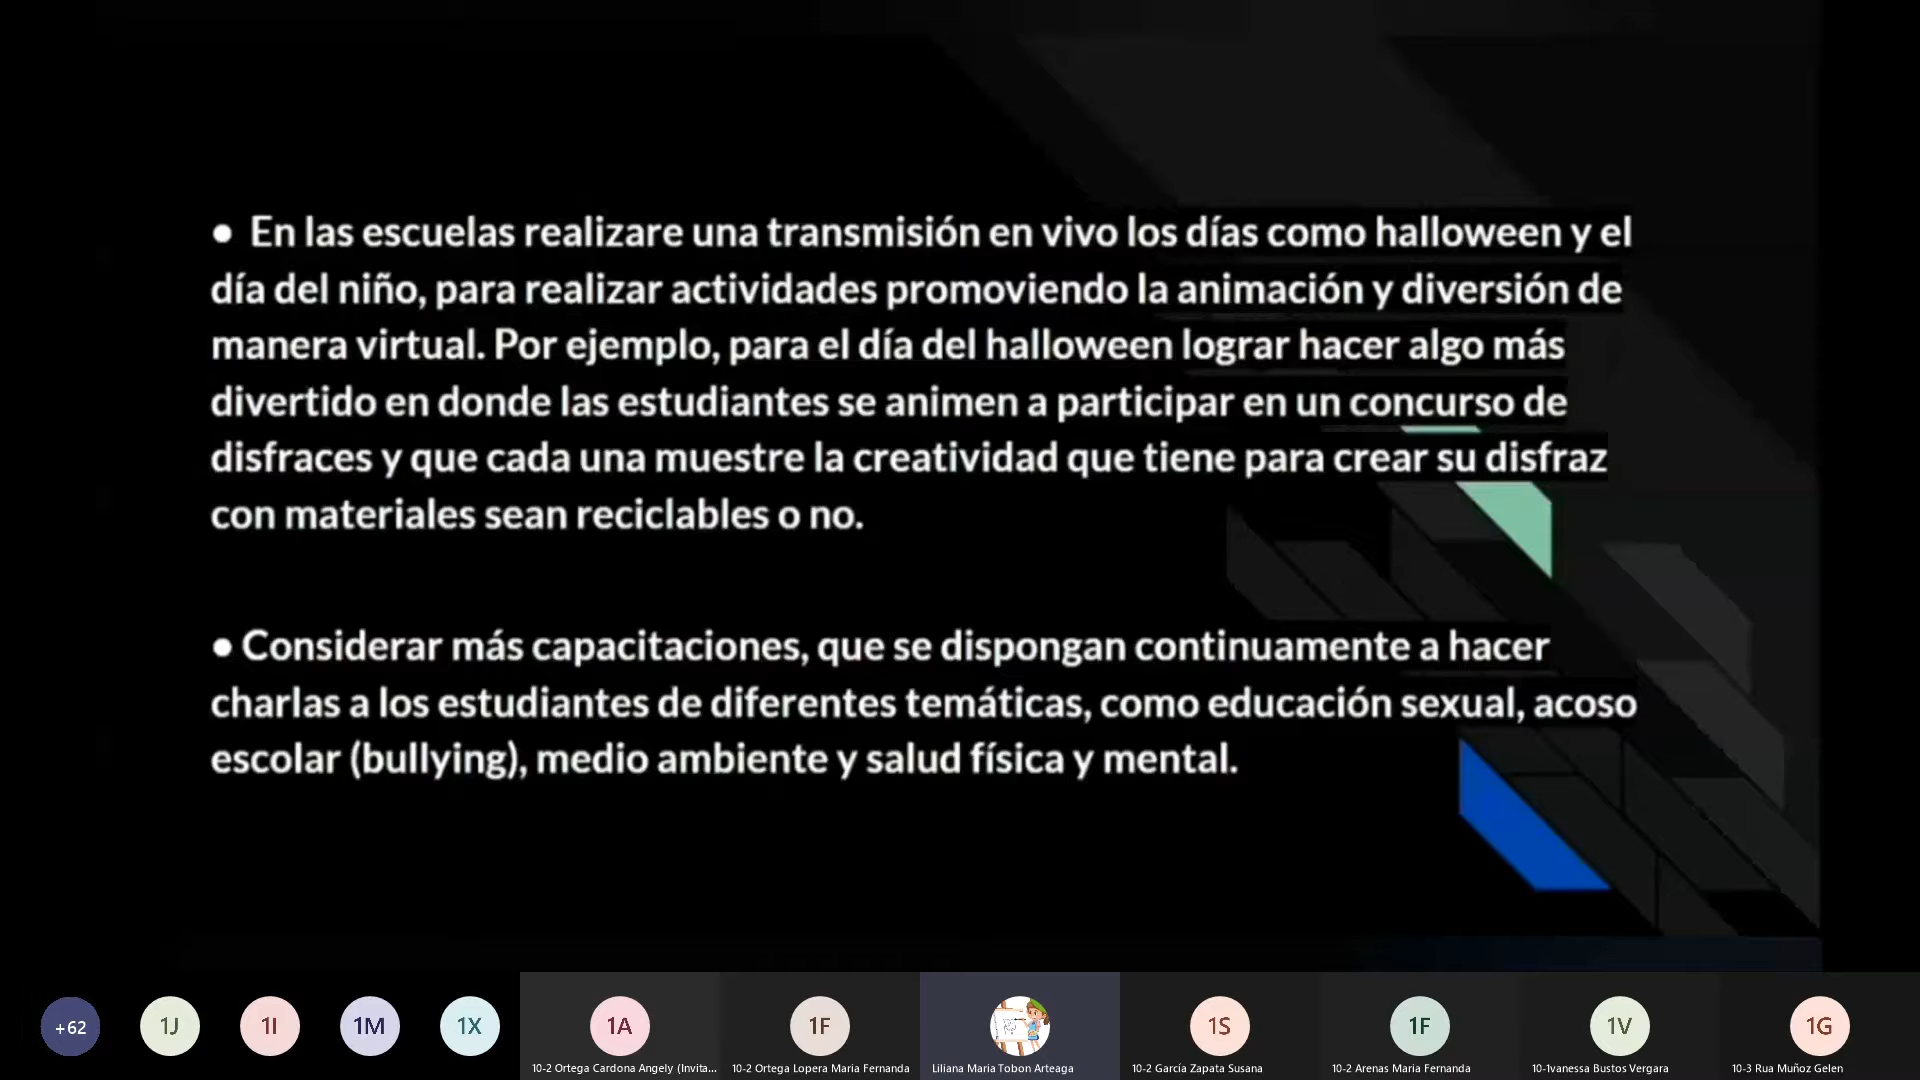 ● En las escuelas realizare una transmisión en vivo los días como halloween y el
día del niño, para realizar actividades promoviendo la animación y diversión de
manera virtual. Por ejemplo, para el día del halloween lograr hacer algo más
divertido en donde las estudiantes se animen a participar en un concurso de
disfraces y que cada una muestre la creatividad que tiene para crear su disfraz
con materiales sean reciclables o no.
● Considerar más capacitaciones, que se dispongan continuamente a hacer
charlas a los estudiantes de diferentes temáticas, como educación sexual, acoso
escolar (bullying), medio ambiente y salud física y mental.
+62 1J 1I 1M 1X 1A 1F 1S 1F 1V 1G
10-2 Ortega Cardona Angely (Invita... 10-2 Ortega Lopera Maria Fernanda Liliana Maria Tobon Arteaga 10-2 García Zapata Susana 10-2 Arenas Maria Fernanda 10-1vanessa Bustos Vergara 10-3 Rua Muñoz Gelen